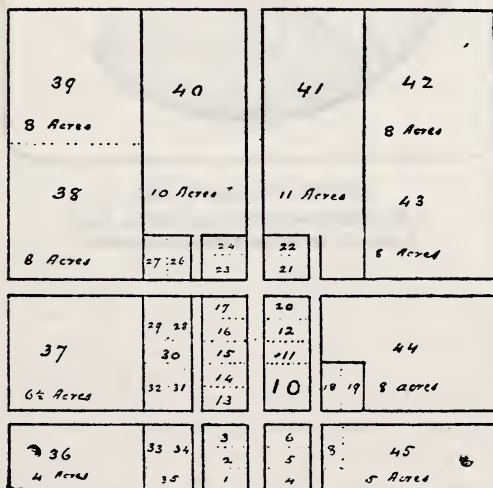 39 40 41 42
8 Acres 8 Acres
38 10 Acres 11 Acres 43
8 Acres 8 Acres
27 26 24 22
23 21
37 29 28 17 20 44
30 16 12
15 11
6½ Acres 32 31 14 10 18 19 8 acres
13
36 33 34 3 6 8 45
2 5
4 Acres 35 1 4 5 Acres